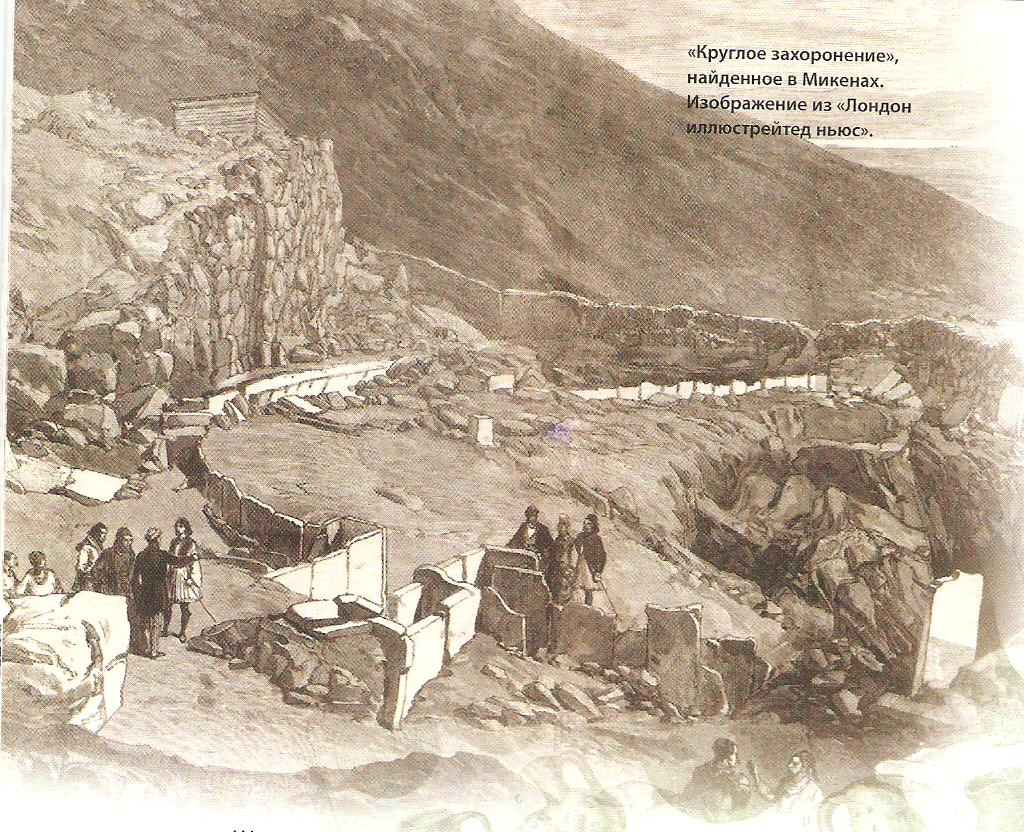 «Круглое захоронение»,
найденное в Микенах.
Изображение из «Лондон
иллюстрейтед ньюс».